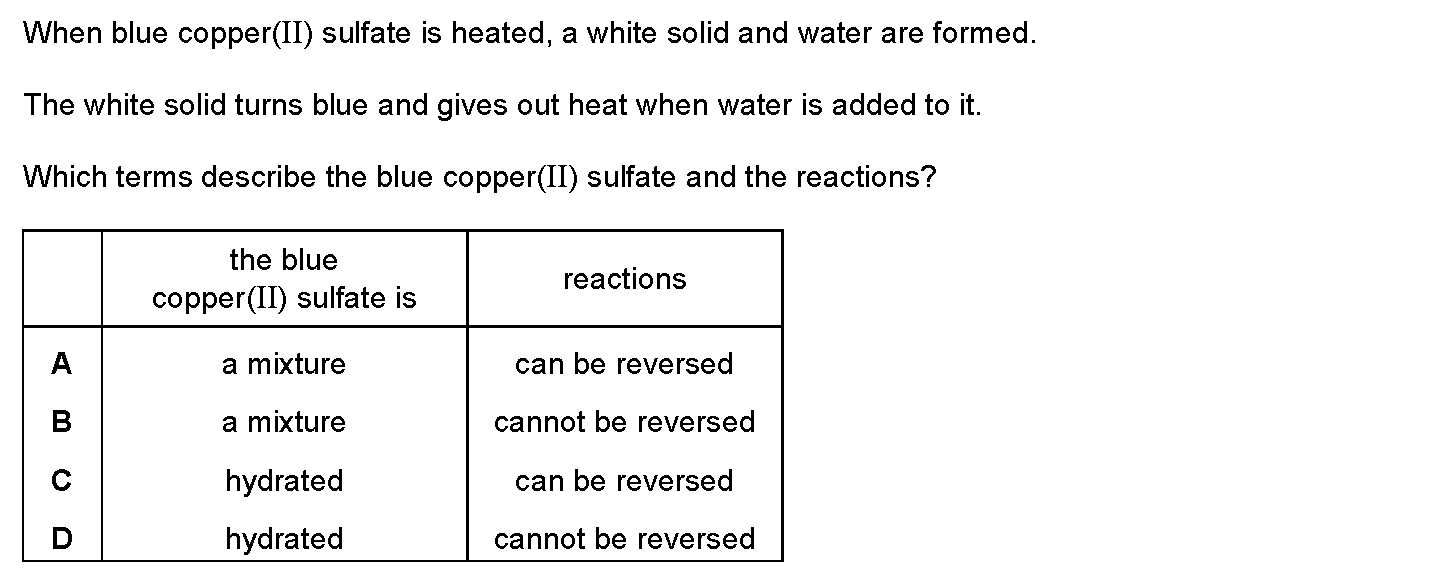 When blue copper(II) sulfate is heated, a white solid and water are formed.
The white solid turns blue and gives out heat when water is added to it.
Which terms describe the blue copper(II) sulfate and the reactions?
the blue
copper(II) sulfate is
reactions
A a mixture can be reversed
B a mixture cannot be reversed
C hydrated can be reversed
D hydrated cannot be reversed